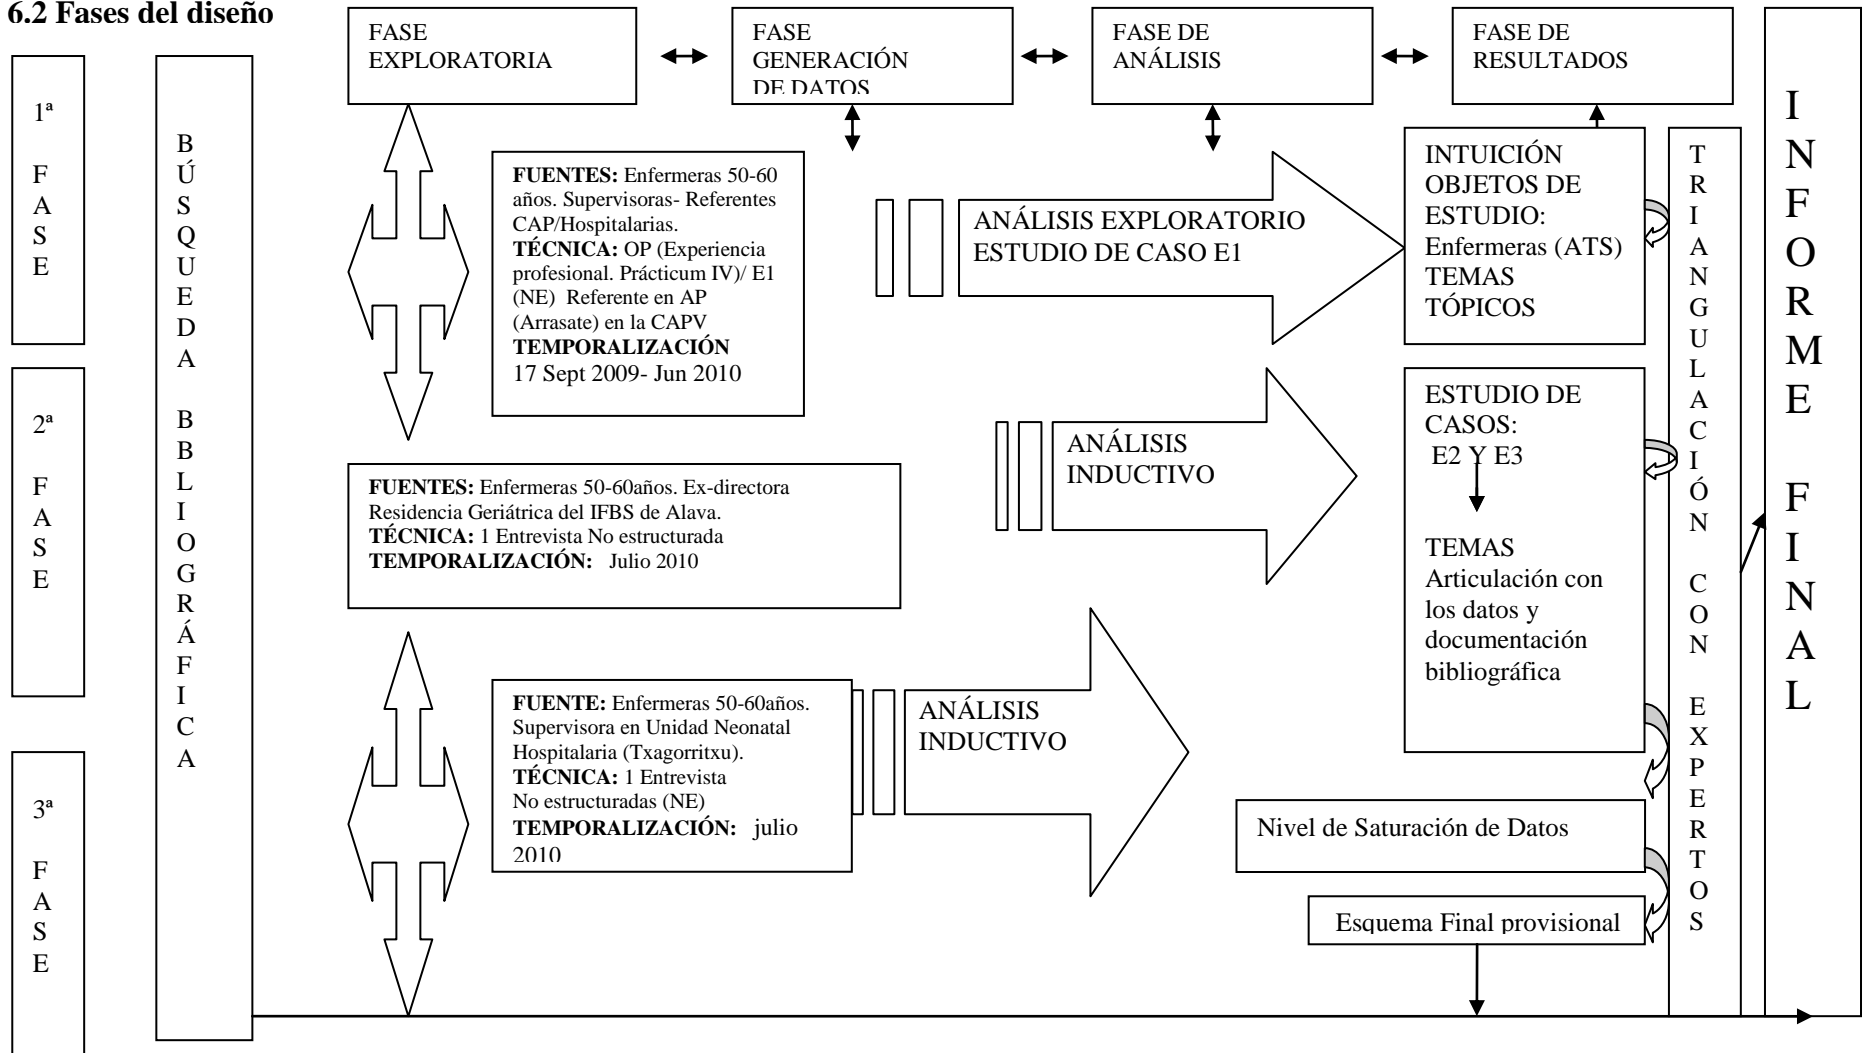 6.2 Fases del diseño
1ª
FASE
2ª
FASE
3ª
FASE
BÚSQUEDA BBLIOGRÁFICA
FASE
EXPLORATORIA
FASE
GENERACIÓN
DE DATOS
FASE DE
ANÁLISIS
FASE DE
RESULTADOS
FUENTES: Enfermeras 50-60
años. Supervisoras- Referentes
CAP/Hospitalarias.
TÉCNICA: OP (Experiencia
profesional. Prácticum IV)/ E1
(NE)  Referente en AP
(Arrasate) en la CAPV
TEMPORALIZACIÓN
17 Sept 2009- Jun 2010
ANÁLISIS EXPLORATORIO
ESTUDIO DE CASO E1
INTUICIÓN
OBJETOS DE
ESTUDIO:
Enfermeras (ATS)
TEMAS
TÓPICOS
FUENTES: Enfermeras 50-60años. Ex-directora
Residencia Geriátrica del IFBS de Alava.
TÉCNICA: 1 Entrevista No estructurada
TEMPORALIZACIÓN:   Julio 2010
ANÁLISIS
INDUCTIVO
ESTUDIO DE
CASOS:
E2 Y E3
TEMAS
Articulación con
los datos y
documentación
bibliográfica
FUENTE: Enfermeras 50-60años.
Supervisora en Unidad Neonatal
Hospitalaria (Txagorritxu).
TÉCNICA: 1 Entrevista
No estructuradas (NE)
TEMPORALIZACIÓN:   julio
2010
ANÁLISIS
INDUCTIVO
Nivel de Saturación de Datos
Esquema Final provisional
TRIANGULACIÓN CON EXPERTOS
INFORME FINAL